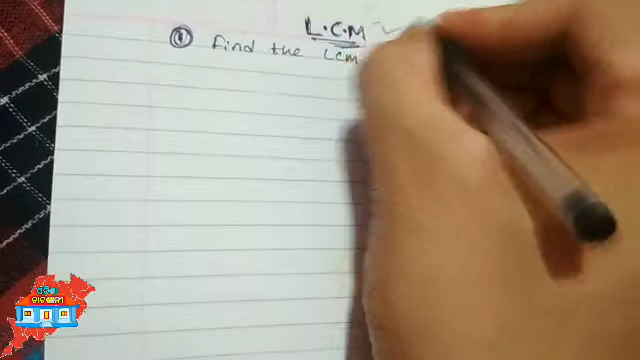 L.C.M
① Find the LCM